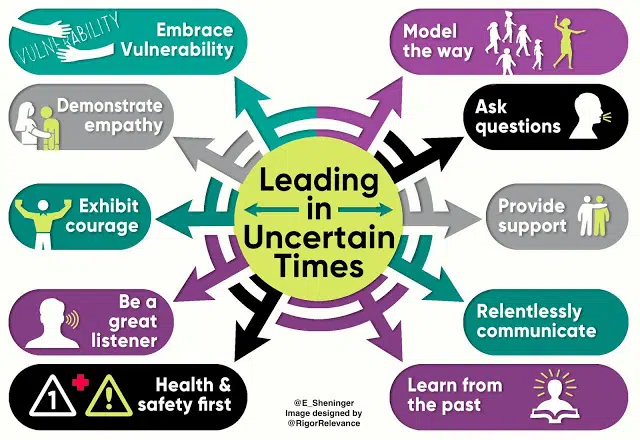 VULNERABILITY
Embrace
Vulnerability
Demonstrate
empathy
Exhibit
courage
Be a
great
listener
1
Health &
safety first
Leading
in
Uncertain
Times
Model
the way
Ask
questions
Provide
support
Relentlessly
communicate
Learn from
the past
@E_Sheninger
Image designed by
@RigorRelevance